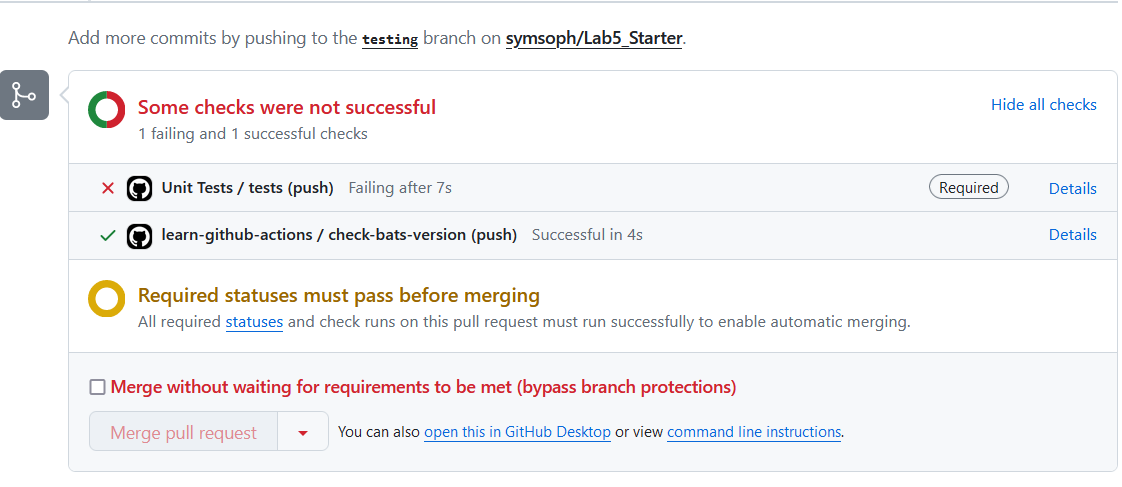 Add more commits by pushing to the testing branch on symsoph/Lab5_Starter.
Some checks were not successful
Hide all checks
1 failing and 1 successful checks
Unit Tests / tests (push) Failing after 7s Required Details
learn-github-actions / check-bats-version (push) Successful in 4s Details
Required statuses must pass before merging
All required statuses and check runs on this pull request must run successfully to enable automatic merging.
Merge without waiting for requirements to be met (bypass branch protections)
Merge pull request You can also open this in GitHub Desktop or view command line instructions.